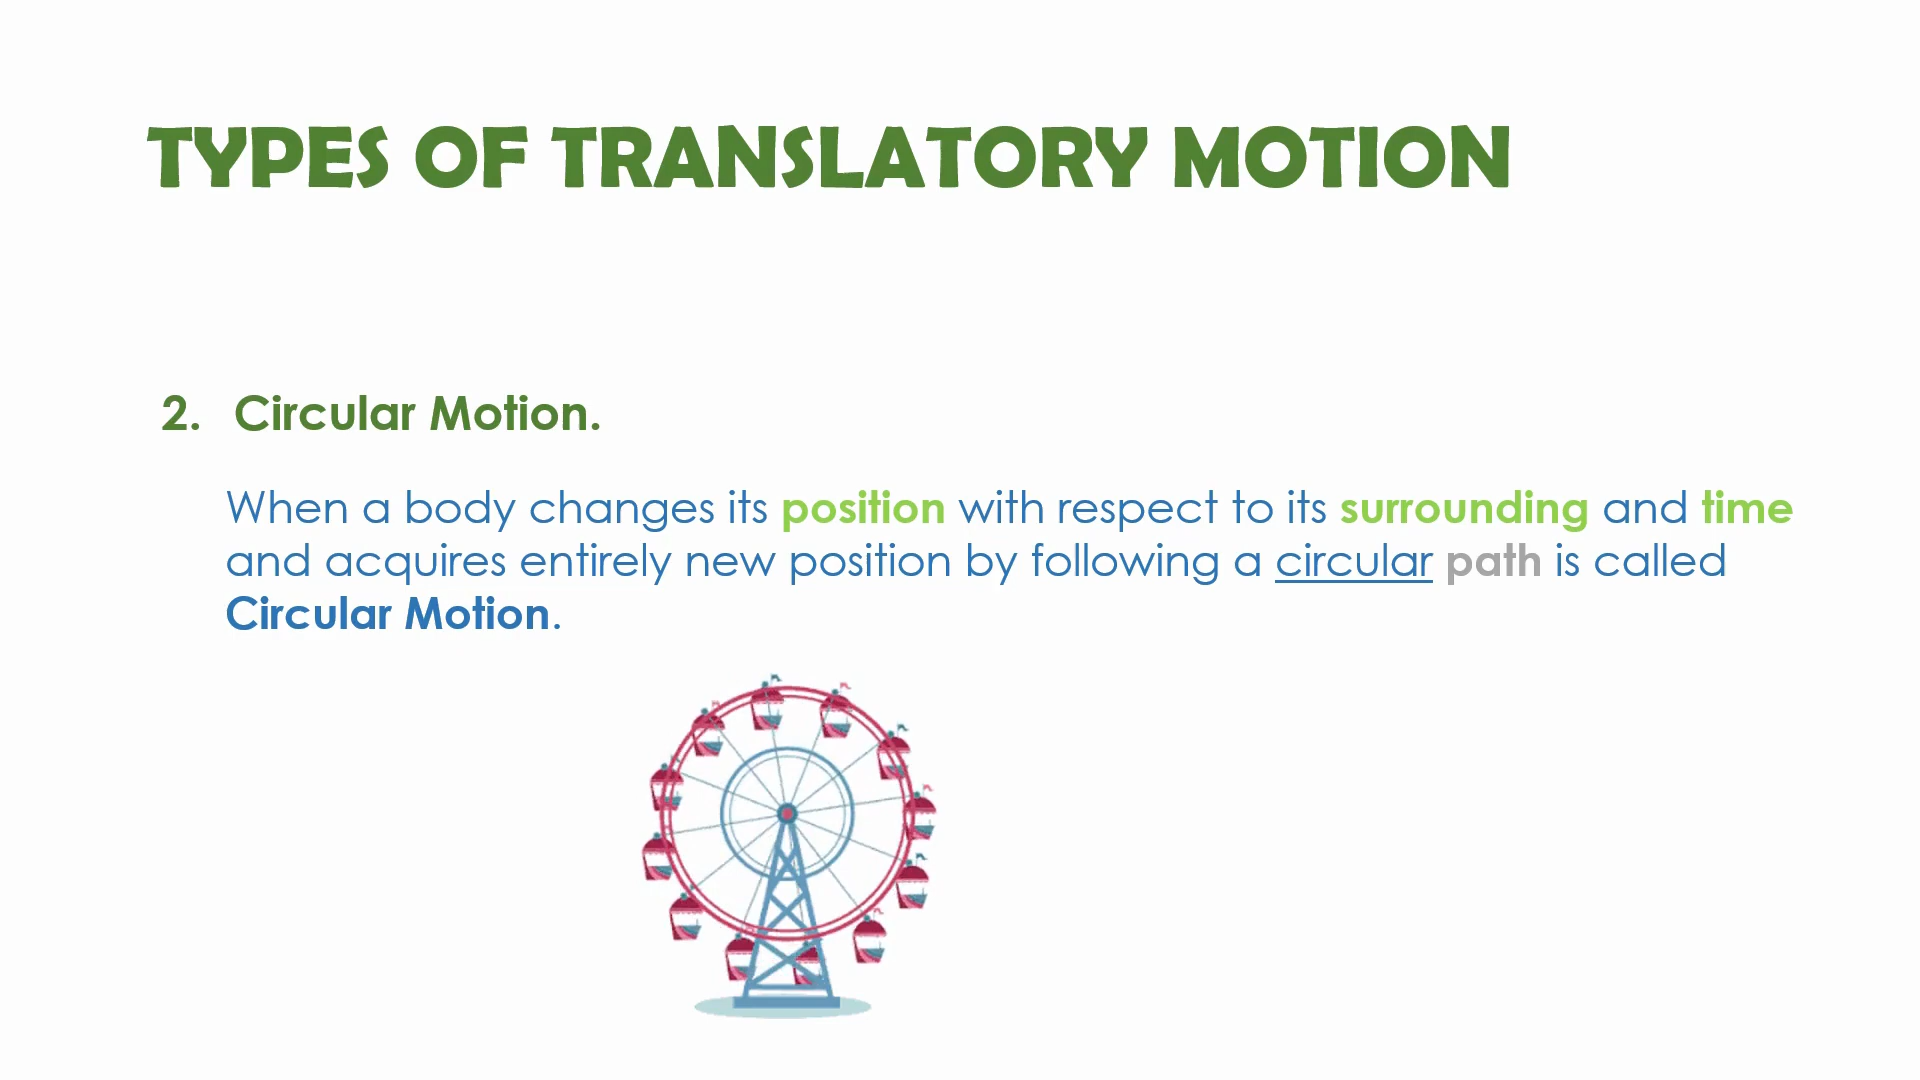 TYPES OF TRANSLATORY MOTION
2. Circular Motion.
When a body changes its position with respect to its surrounding and time
and acquires entirely new position by following a circular path is called
Circular Motion.